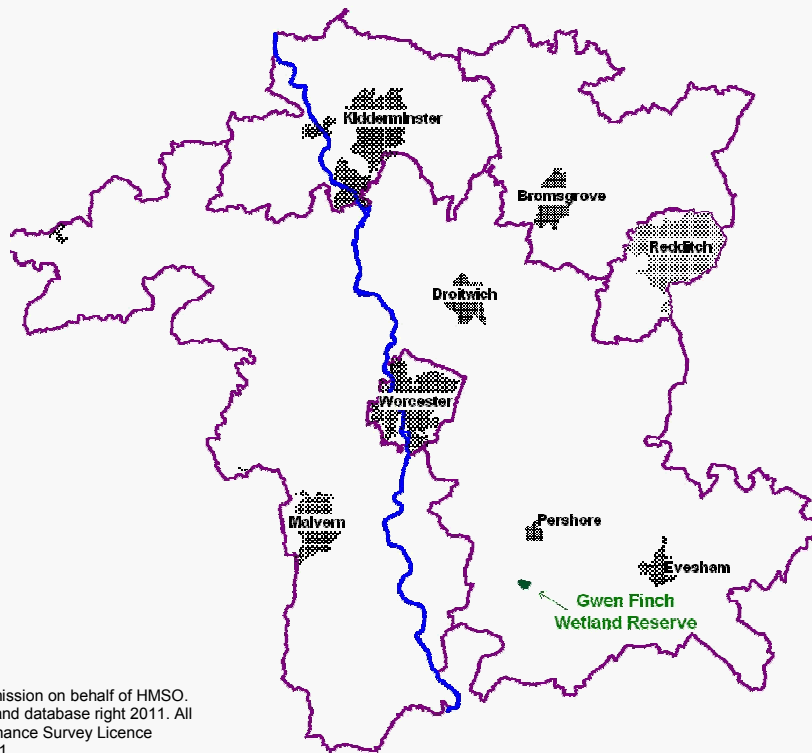 Kidderminster
Bromsgrove
Redditch
Droitwich
Worcester
Malvern
Pershore
Evesham
Gwen Finch
Wetland Reserve
mission on behalf of HMSO.
and database right 2011. All
nance Survey Licence